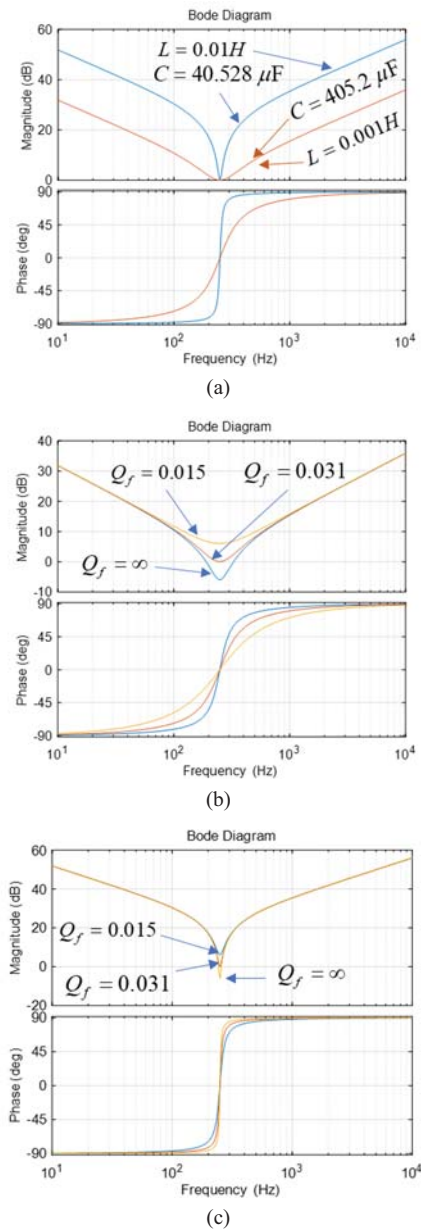 Bode Diagram
60
L = 0.01H
C = 40.528 μF
40
C = 405.2 μF
20
L = 0.001H
0
Magnitude (dB)
90
45
0
-45
-90
Phase (deg)
10^1
10^2
10^3
10^4
Frequency (Hz)
(a)
Bode Diagram
40
30
Q_f = 0.015
Q_f = 0.031
20
10
0
Q_f = ∞
-10
Magnitude (dB)
90
45
0
-45
-90
Phase (deg)
10^1
10^2
10^3
10^4
Frequency (Hz)
(b)
Bode Diagram
60
40
20
Q_f = 0.015
0
Q_f = 0.031
Q_f = ∞
-20
Magnitude (dB)
90
45
0
-45
-90
Phase (deg)
10^1
10^2
10^3
10^4
Frequency (Hz)
(c)